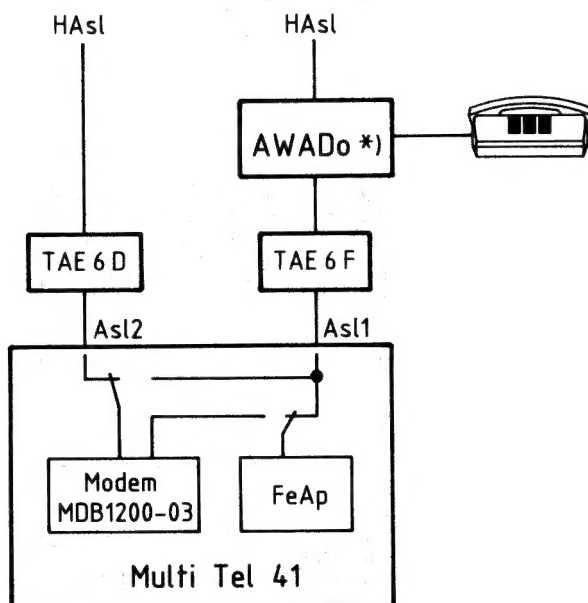 HAsl
HAsl
AWADo *)
TAE 6 D
TAE 6 F
Asl2
Asl1
Modem
MDB1200-03
FeAp
Multi Tel 41